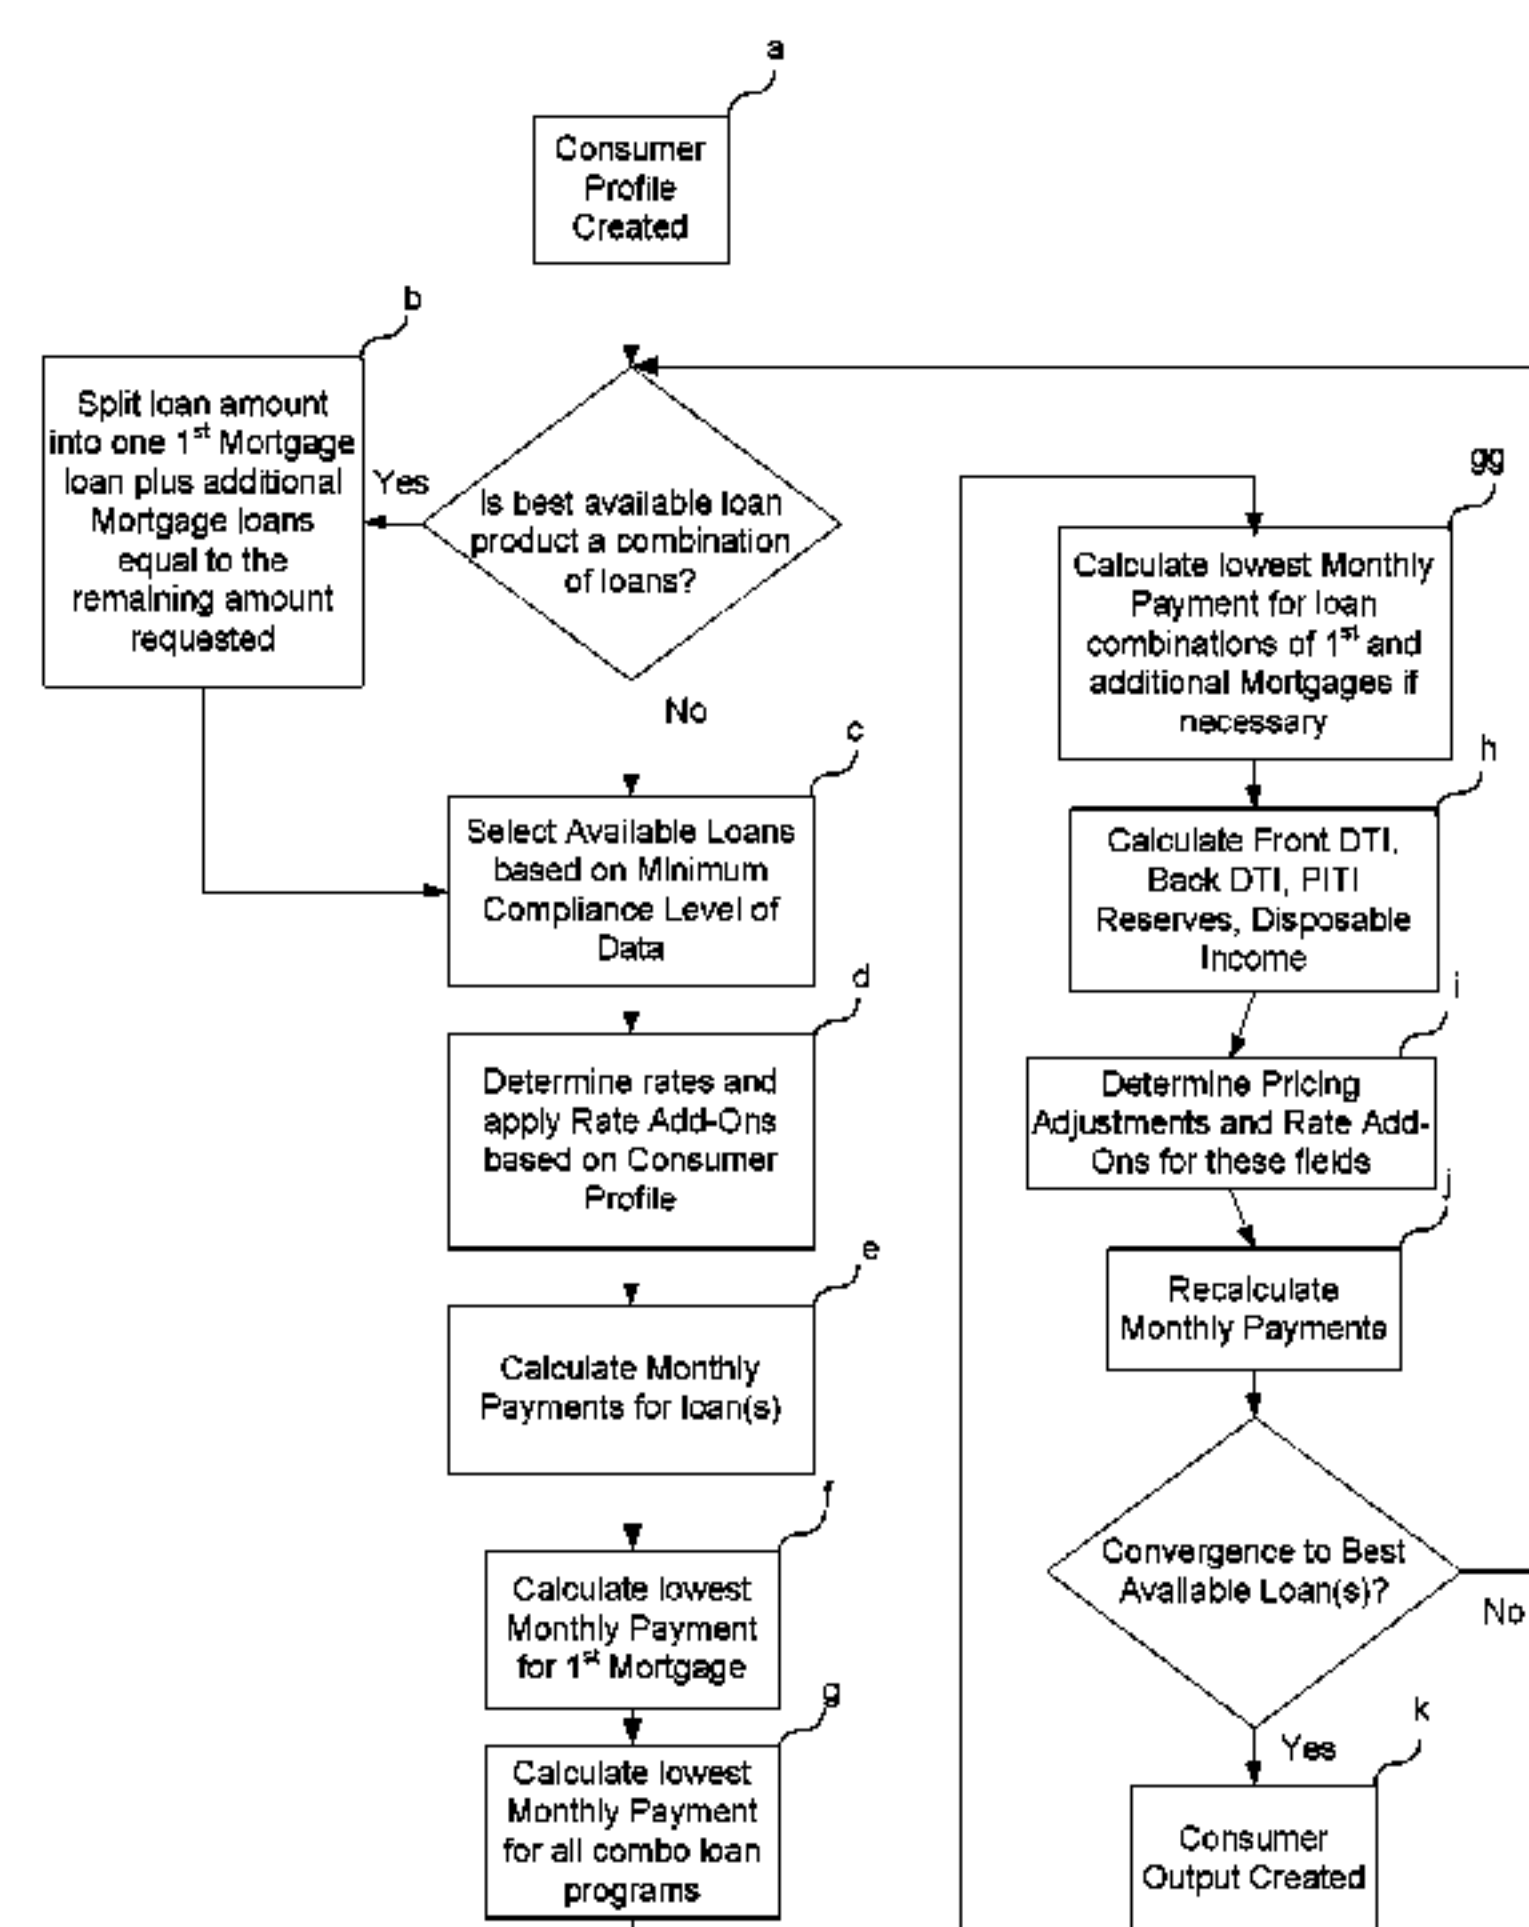 a
Consumer
Profile
Created
b
Split loan amount
into one 1st Mortgage
loan plus additional
Mortgage loans
equal to the
remaining amount
requested
Yes
Is best available loan
product a combination
of loans?
No
c
Select Available Loans
based on Minimum
Compliance Level of
Data
d
Determine rates and
apply Rate Add-Ons
based on Consumer
Profile
e
Calculate Monthly
Payments for loan(s)
f
Calculate lowest
Monthly Payment
for 1st Mortgage
g
Calculate lowest
Monthly Payment
for all combo loan
programs
gg
Calculate lowest Monthly
Payment for loan
combinations of 1st and
additional Mortgages if
necessary
h
Calculate Front DTI,
Back DTI, PITI
Reserves, Disposable
Income
i
Determine Pricing
Adjustments and Rate Add-
Ons for these fields
j
Recalculate
Monthly Payments
Convergence to Best
Available Loan(s)?
No
Yes
k
Consumer
Output Created